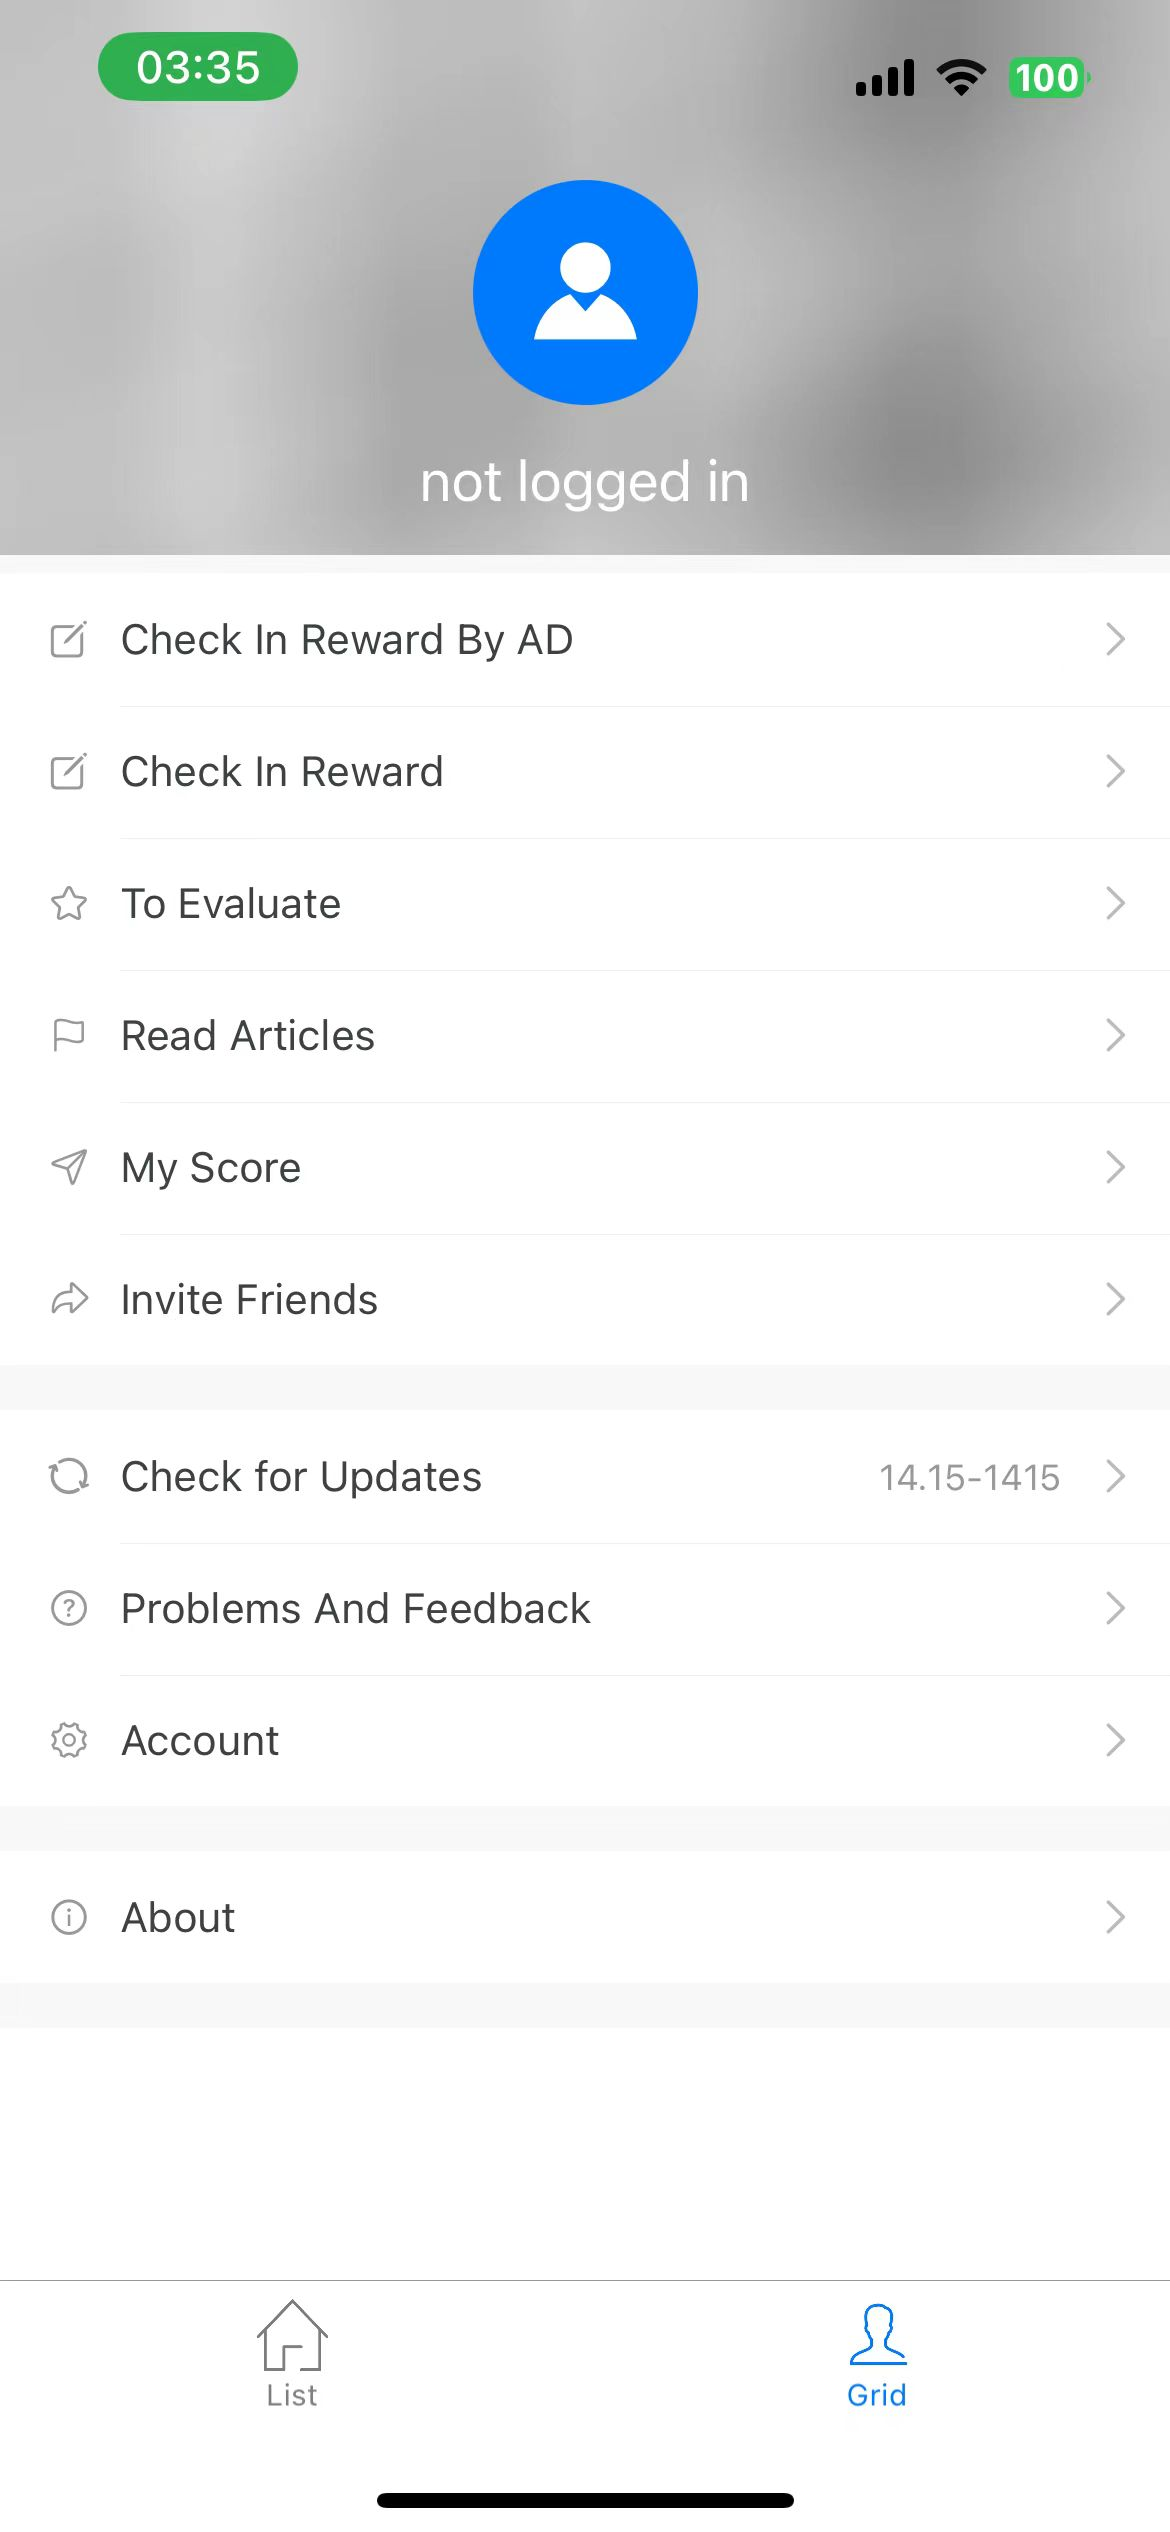 03:35
100
not logged in
Check In Reward By AD
Check In Reward
To Evaluate
Read Articles
My Score
Invite Friends
Check for Updates 14.15-1415
Problems And Feedback
Account
About
List
Grid